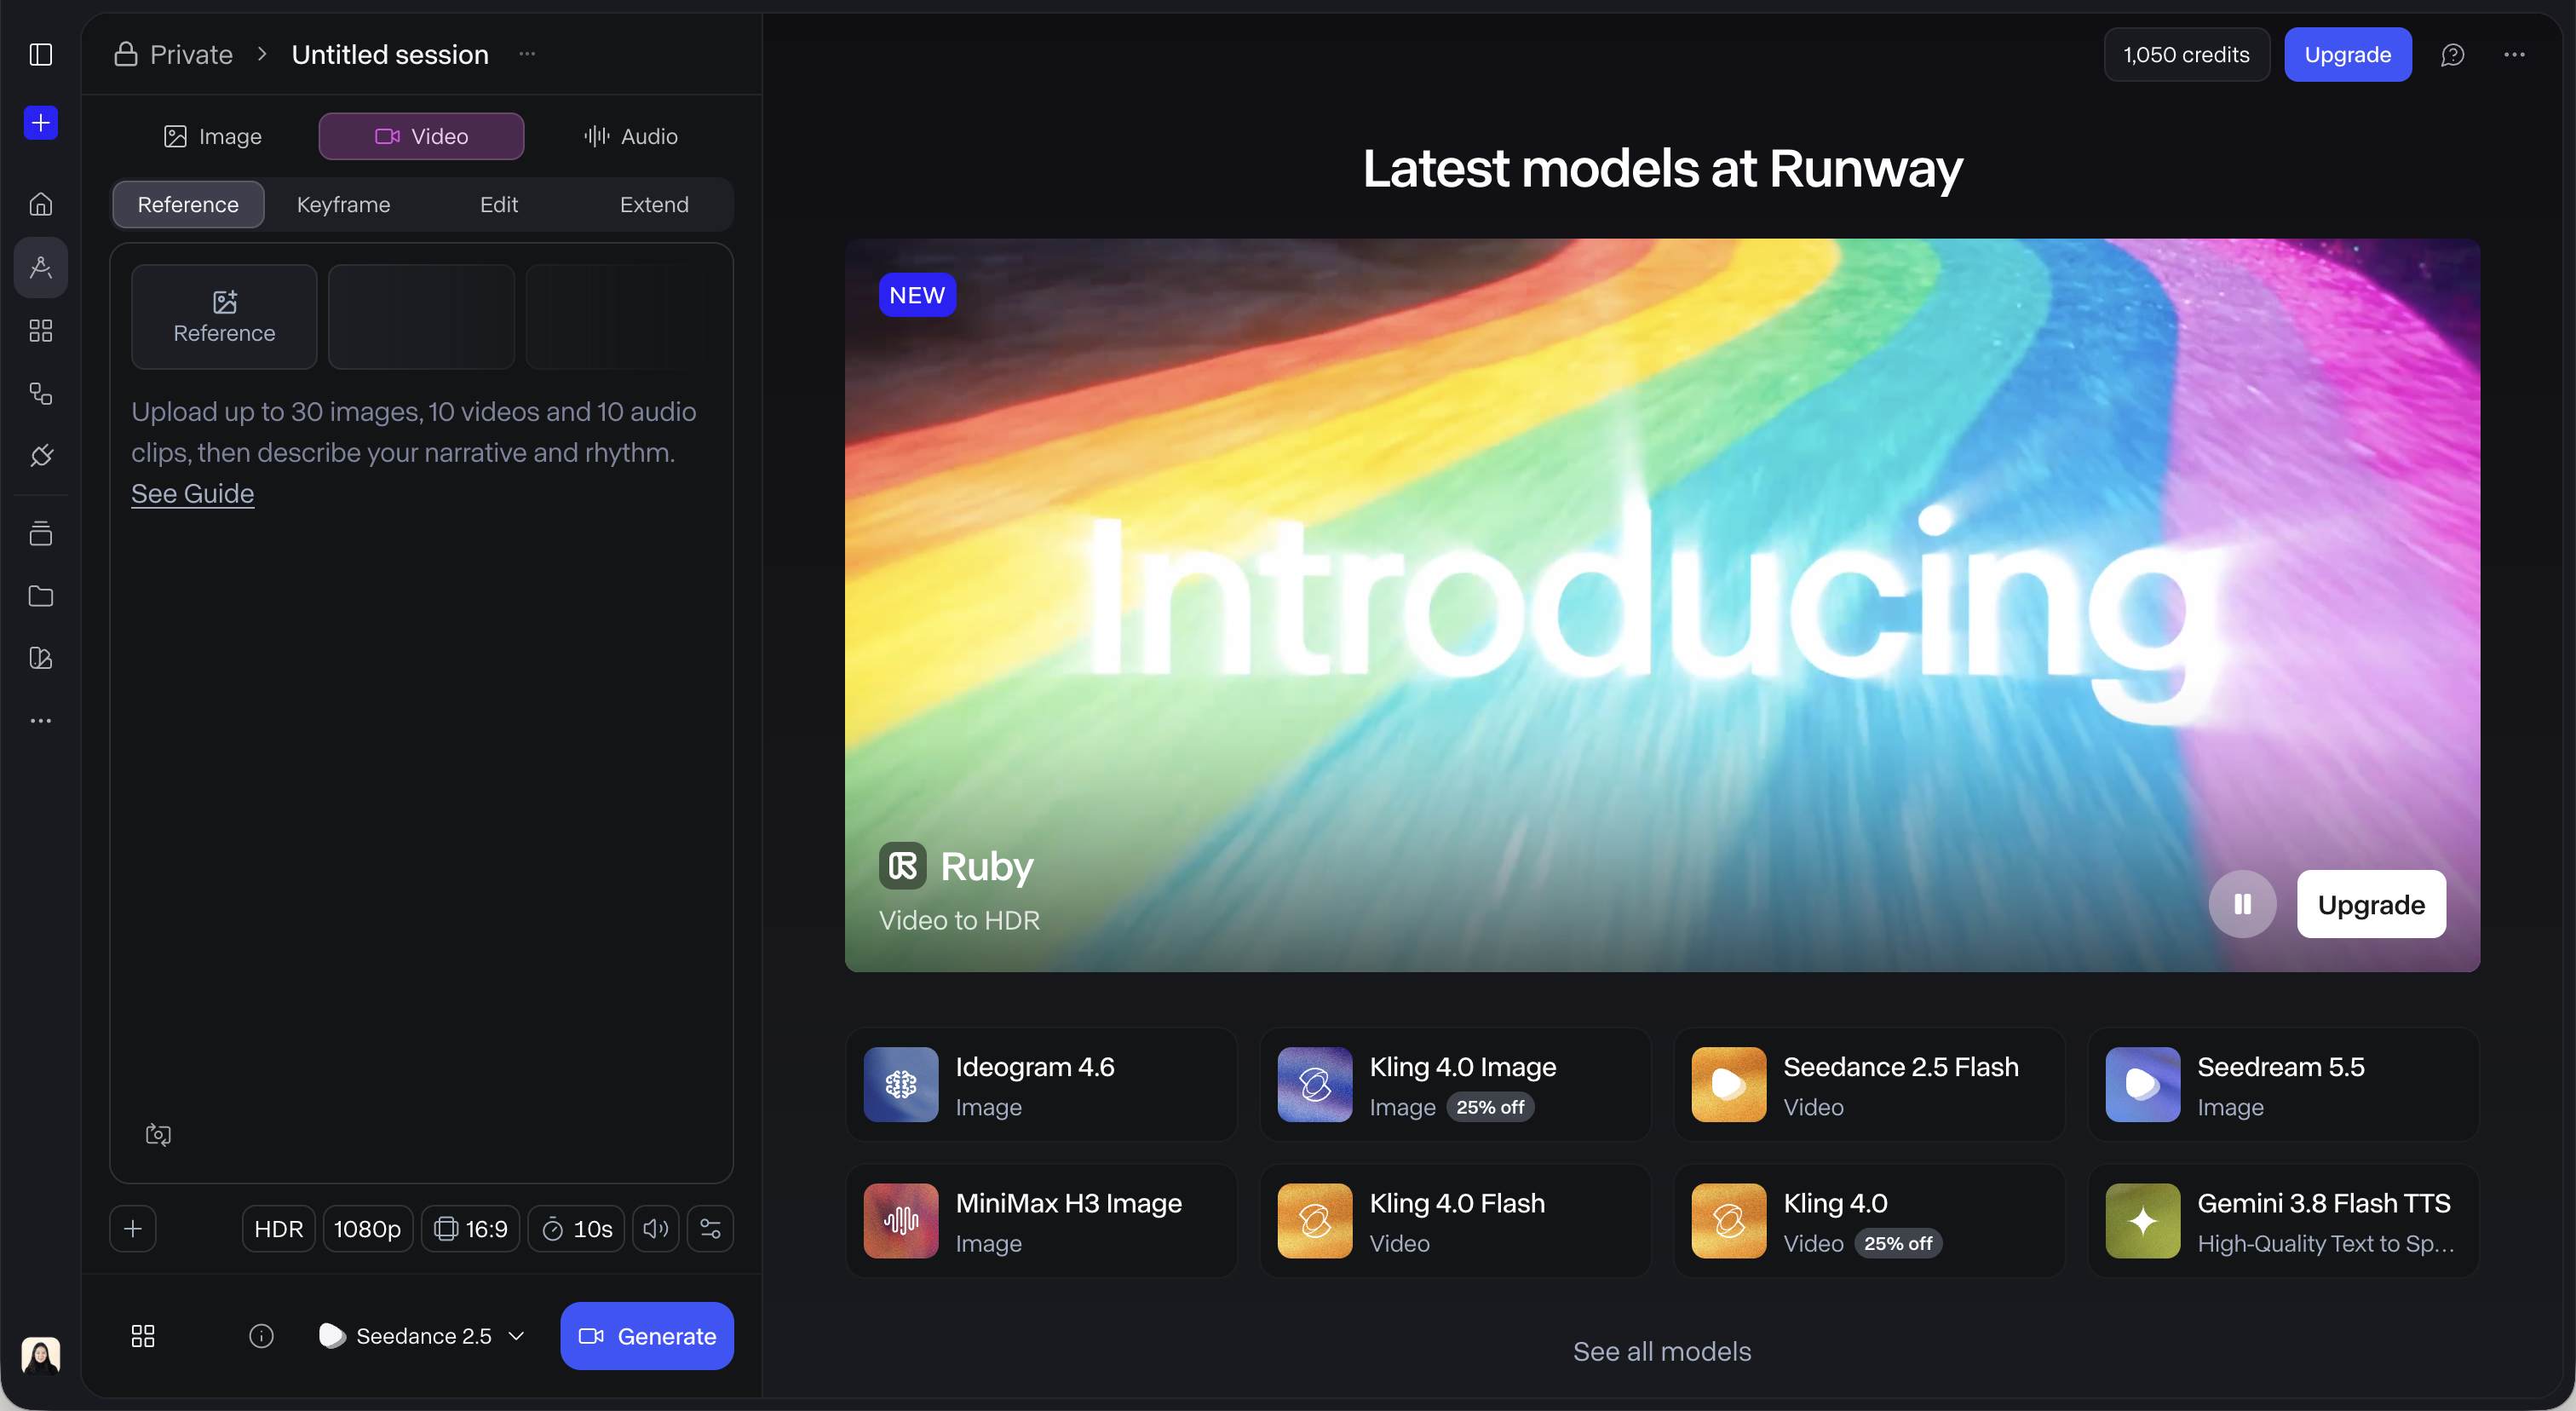 Private
Untitled session
1,050 credits
Upgrade
Image
Video
Audio
Reference
Keyframe
Edit
Extend
Reference
Upload up to 30 images, 10 videos and 10 audio
clips, then describe your narrative and rhythm.
See Guide
HDR
1080p
16:9
10s
Seedance 2.5
Generate
Latest models at Runway
NEW
Introducing
Ruby
Video to HDR
Upgrade
Ideogram 4.6
Image
Kling 4.0 Image
Image 25% off
Seedance 2.5 Flash
Video
Seedream 5.5
Image
MiniMax H3 Image
Image
Kling 4.0 Flash
Video
Kling 4.0
Video 25% off
Gemini 3.8 Flash TTS
High-Quality Text to Sp...
See all models